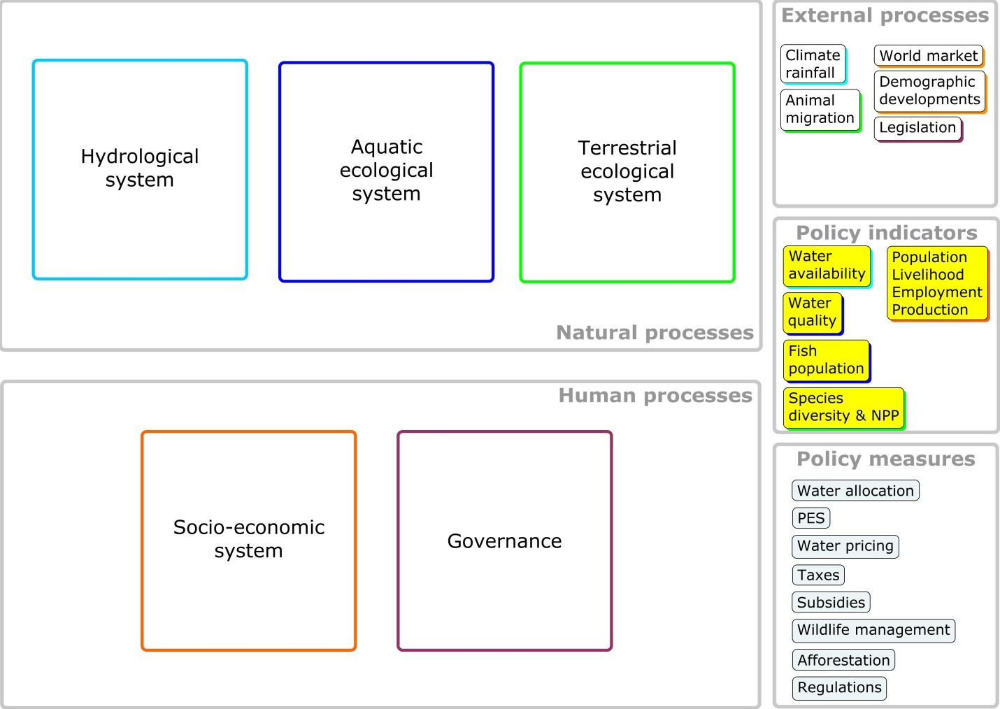 Hydrological
system
Aquatic
ecological
system
Terrestrial
ecological
system
Natural processes
Human processes
Socio-economic
system
Governance
External processes
Climate
rainfall
Animal
migration
World market
Demographic
developments
Legislation
Policy indicators
Water
availability
Water
quality
Fish
population
Species
diversity & NPP
Population
Livelihood
Employment
Production
Policy measures
Water allocation
PES
Water pricing
Taxes
Subsidies
Wildlife management
Afforestation
Regulations